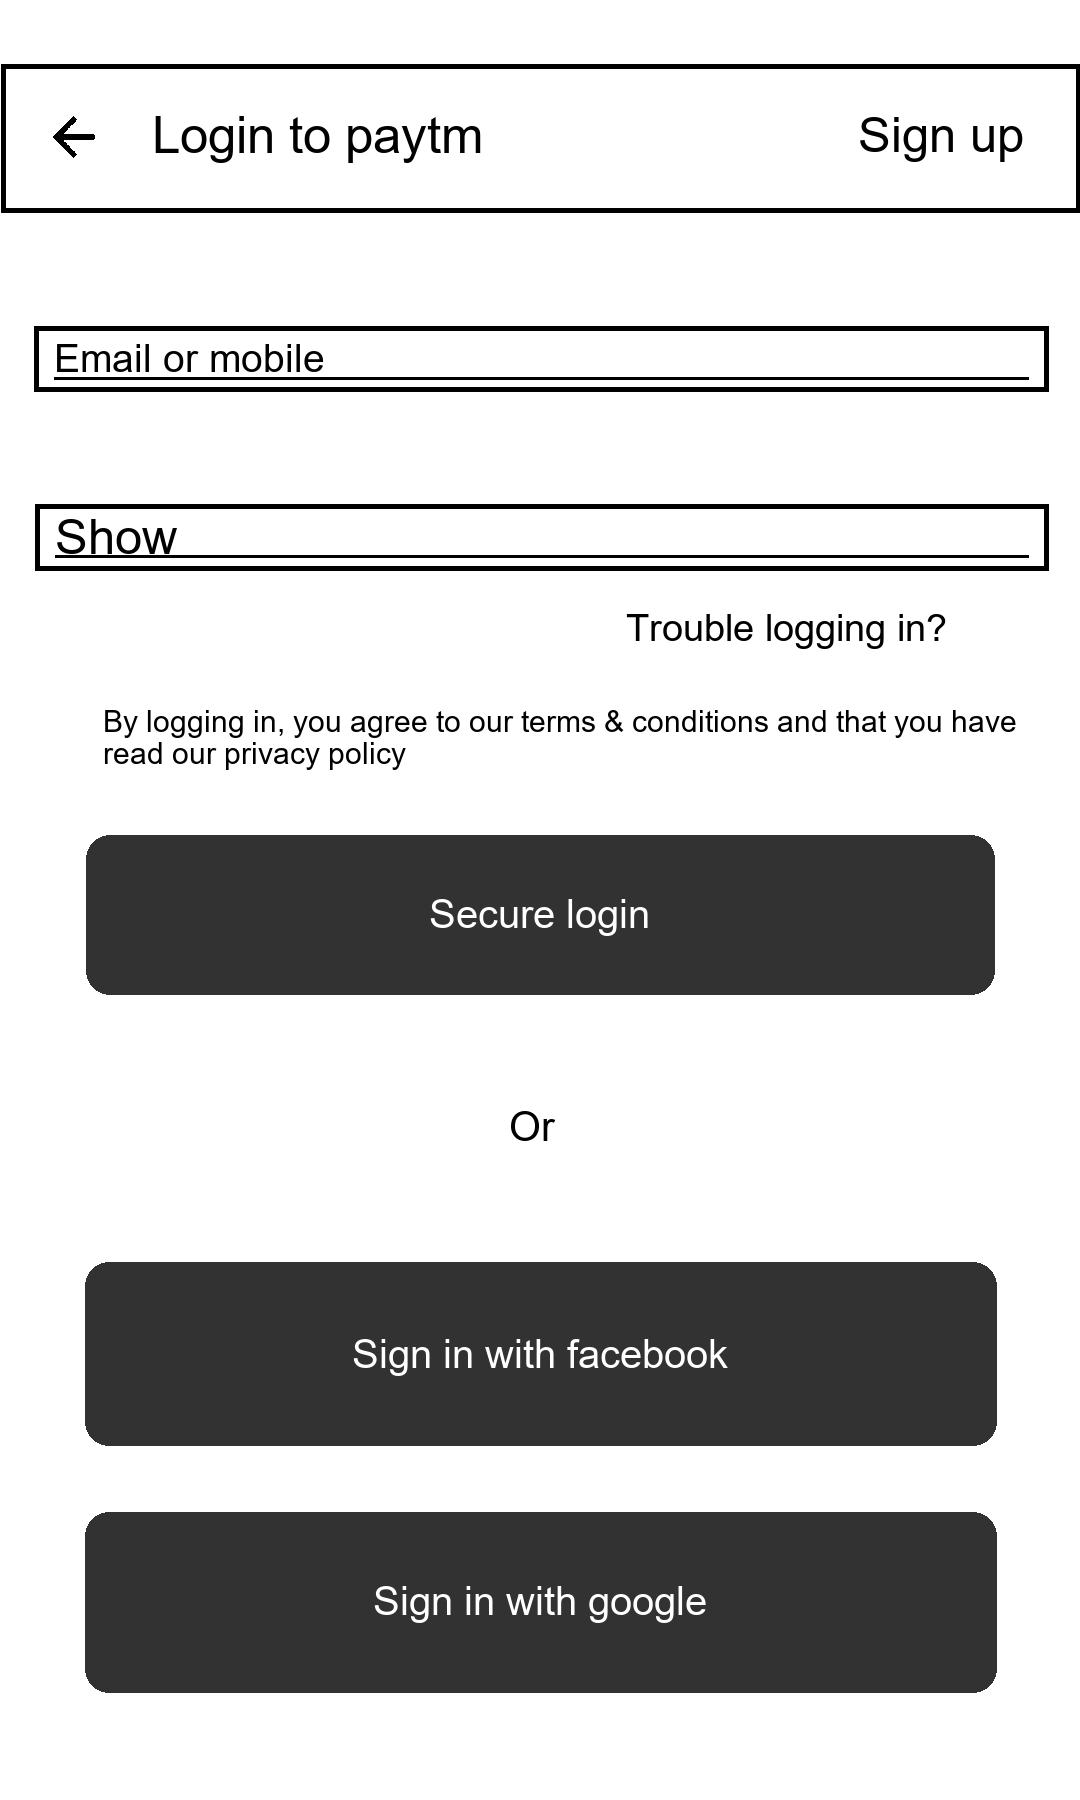 Login to paytm
Sign up
Email or mobile
Show
Trouble logging in?
By logging in, you agree to our terms & conditions and that you have
read our privacy policy
Secure login
Or
Sign in with facebook
Sign in with google